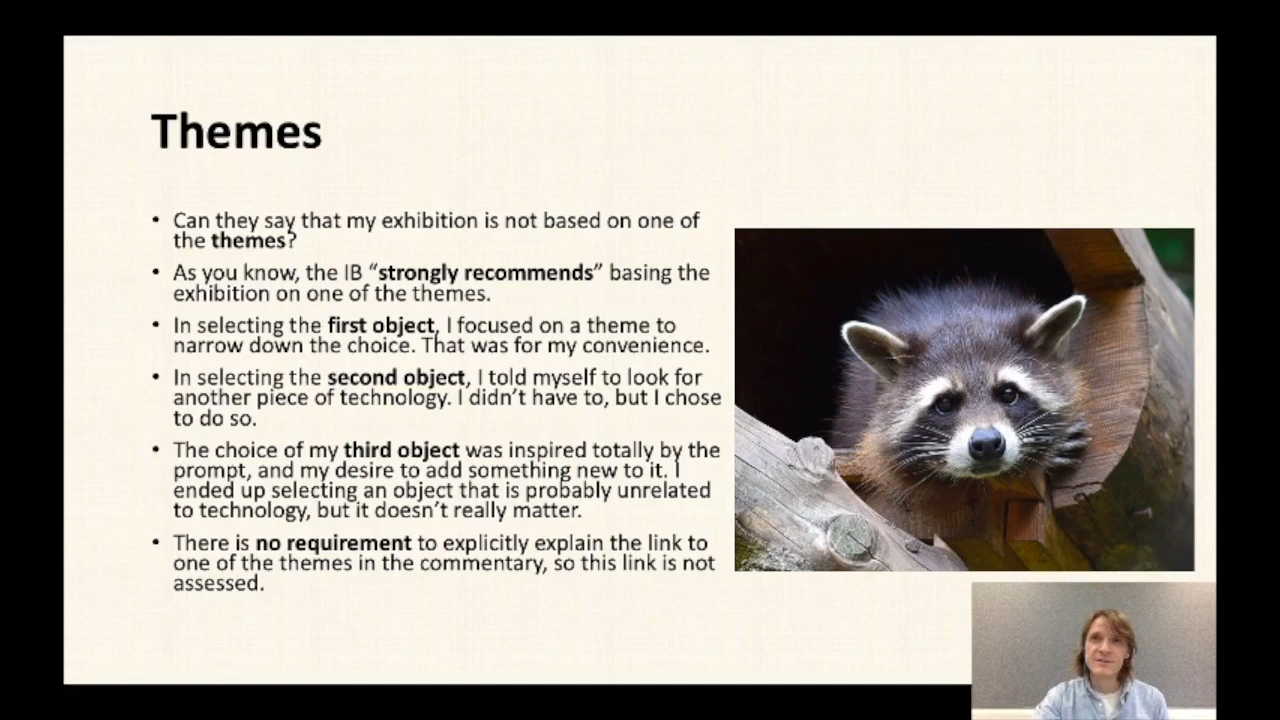 Themes
• Can they say that my exhibition is not based on one of
the themes?
• As you know, the IB “strongly recommends” basing the
exhibition on one of the themes.
• In selecting the first object, I focused on a theme to
narrow down the choice. That was for my convenience.
• In selecting the second object, I told myself to look for
another piece of technology. I didn’t have to, but I chose
to do so.
• The choice of my third object was inspired totally by the
prompt, and my desire to add something new to it. I
ended up selecting an object that is probably unrelated
to technology, but it doesn’t really matter.
• There is no requirement to explicitly explain the link to
one of the themes in the commentary, so this link is not
assessed.